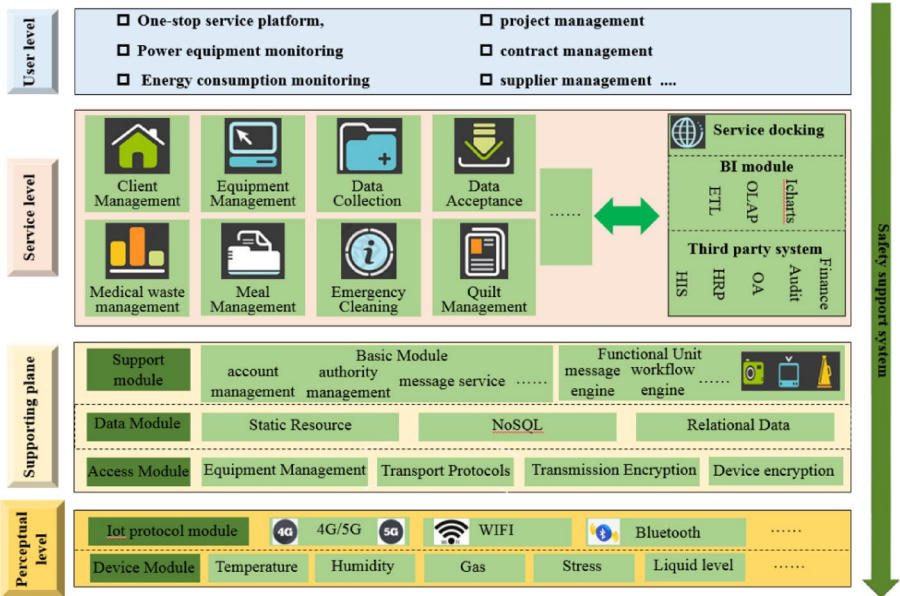 User level
One-stop service platform,
Power equipment monitoring
Energy consumption monitoring
project management
contract management
supplier management ....
Service level
Client
Management
Equipment
Management
Data
Collection
Data
Acceptance
Medical waste
management
Meal
Management
Emergency
Cleaning
Quilt
Management
......
Service docking
BI module
ETL
OLAP
Icharts
Third party system
HIS
HRP
OA
Audit
Finance
Supporting plane
Support
module
Basic Module
account
management
authority
management
message service
......
Functional Unit
message
engine
workflow
engine
......
Data Module
Static Resource
NoSQL
Relational Data
Access Module
Equipment Management
Transport Protocols
Transmission Encryption
Device encryption
Perceptual
level
Iot protocol module
4G
4G/5G
5G
WIFI
Bluetooth
......
Device Module
Temperature
Humidity
Gas
Stress
Liquid level
......
Safety support system